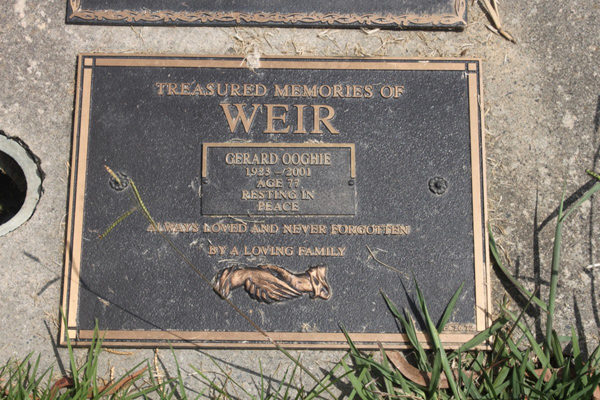 TREASURED MEMORIES OF
WEIR
GERARD OOGHIE
1923 - 2001
AGE 77
RESTING IN
PEACE
ALWAYS LOVED AND NEVER FORGOTTEN
BY A LOVING FAMILY